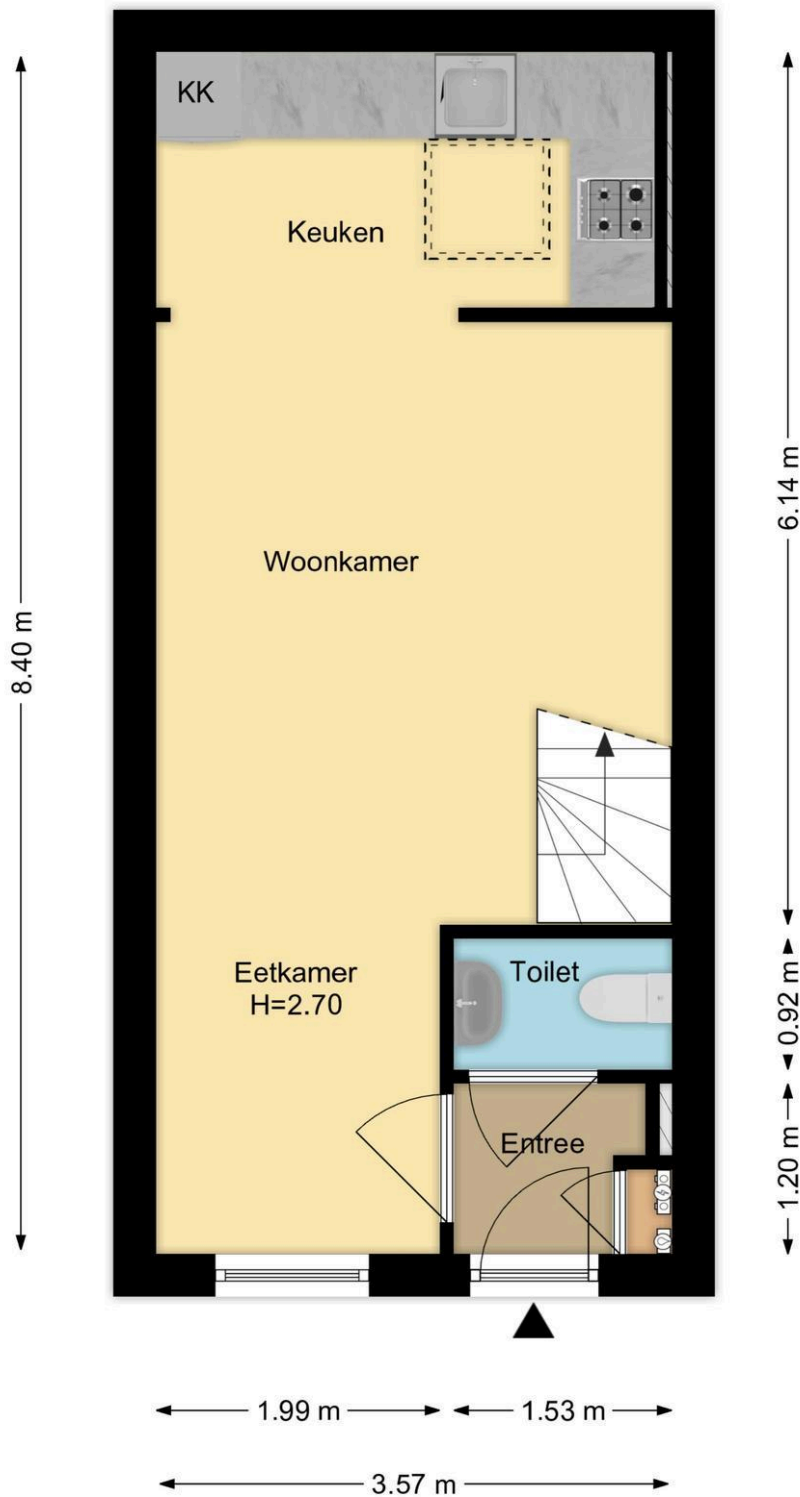 KK
Keuken
Woonkamer
8.40 m
6.14 m
Eetkamer
H=2.70
Toilet
0.92 m
Entree
1.20 m
1.99 m
1.53 m
3.57 m